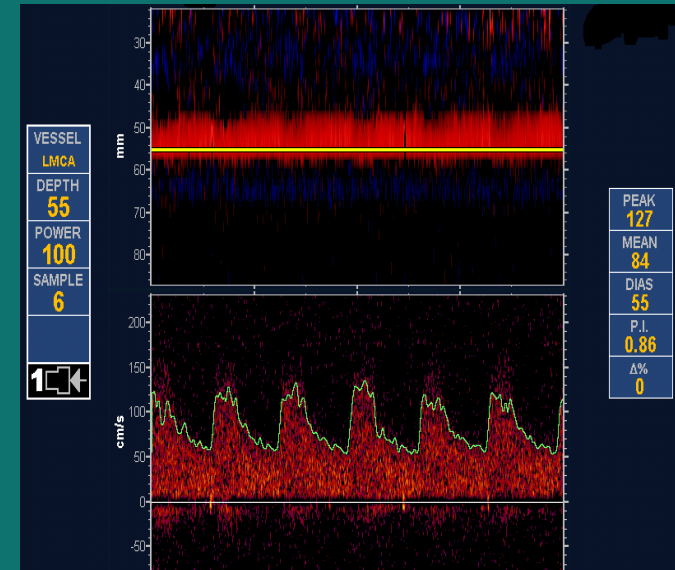 VESSEL
LMCA
DEPTH
55
POWER
100
SAMPLE
6
1
mm
30
40
50
60
70
80
cm/s
200
150
100
50
0
-50
PEAK
127
MEAN
84
DIAS
55
P.I.
0.86
Δ%
0